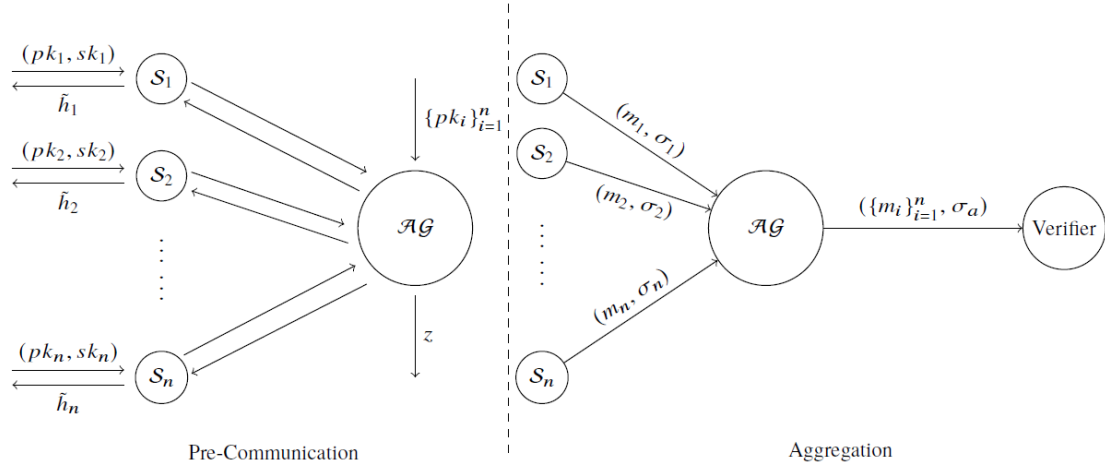 (pk₁, sk₁)
h̃₁
S₁
(pk₂, sk₂)
h̃₂
S₂
(pkₙ, skₙ)
h̃ₙ
Sₙ
{pkᵢ}ⁿᵢ₌₁
AG
z
Pre-Communication
S₁
S₂
Sₙ
(m₁, σ₁)
(m₂, σ₂)
(mₙ, σₙ)
AG
({mᵢ}ⁿᵢ₌₁, σₐ)
Verifier
Aggregation